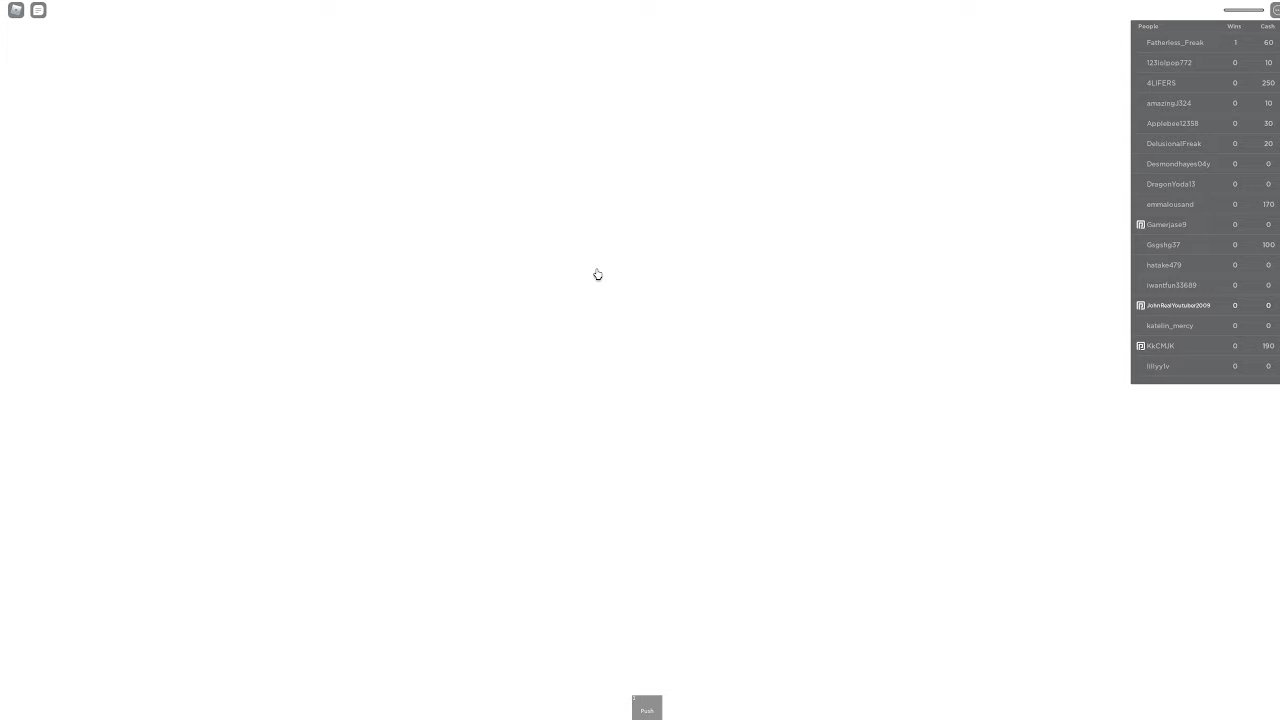 People Wins Cash
Fatherless_Freak 1 60
123lolpop772 0 10
4LIFERS 0 250
amazingJ324 0 10
Applebee12358 0 30
DelusionalFreak 0 20
Desmondhayes04y 0 0
DragonYoda13 0 0
emmalousand 0 170
Gamerjase9 0 0
Gsgshg37 0 100
hatake479 0 0
iwantfun33689 0 0
JohnRealYoutuber2009 0 0
katelin_mercy 0 0
KkCMJK 0 190
0 0
Push